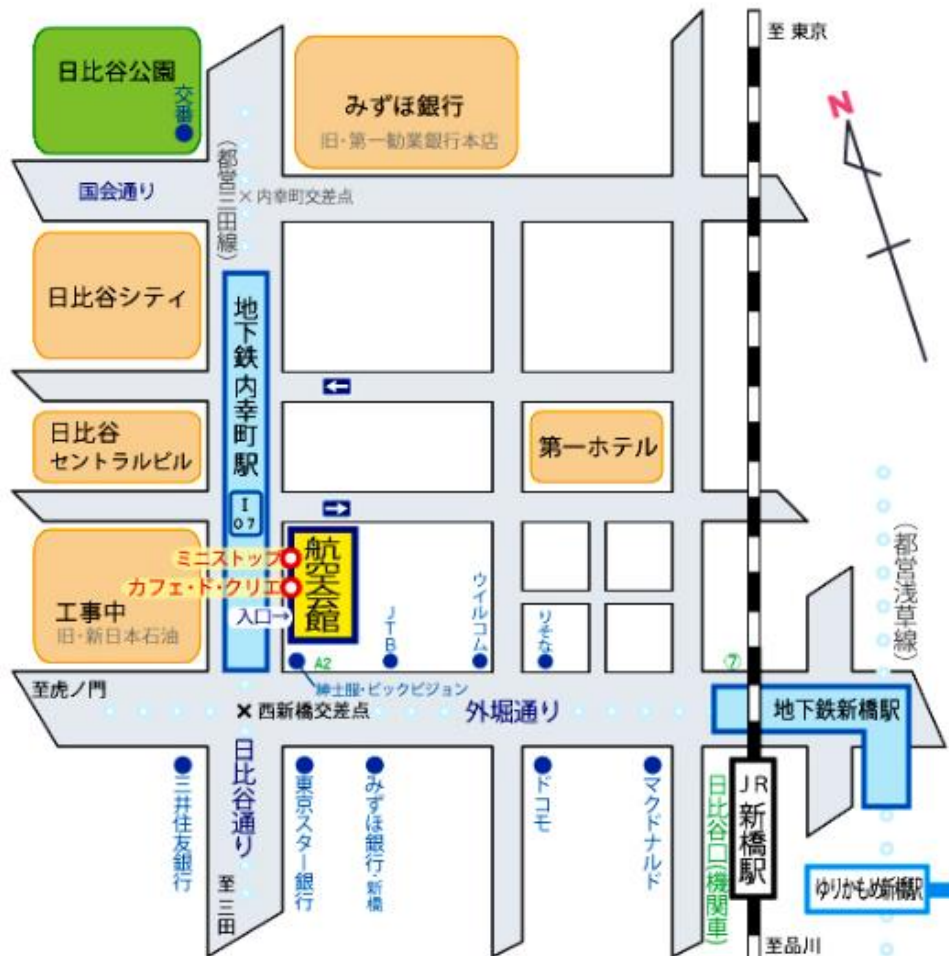 至 東京
日比谷公園
交番
みずほ銀行
旧・第一勧業銀行本店
N
(都営三田線)
国会通り
× 内幸町交差点
日比谷シティ
地下鉄内幸町駅
←
日比谷
セントラルビル
第一ホテル
I
07
→
(都営浅草線)
航空会館
ミニストップ
カフェ・ド・クリエ
入口→
工事中
旧・新日本石油
JTB
ウイルコム
りそな
A2
⑦
紳士服・ビックビジョン
至虎ノ門
× 西新橋交差点
外堀通り
地下鉄新橋駅
日比谷通り
三井住友銀行
東京スター銀行
みずほ銀行・新橋
ドコモ
マクドナルド
日比谷口(機関車)
JR
新橋駅
ゆりかもめ新橋駅
至 三田
至品川